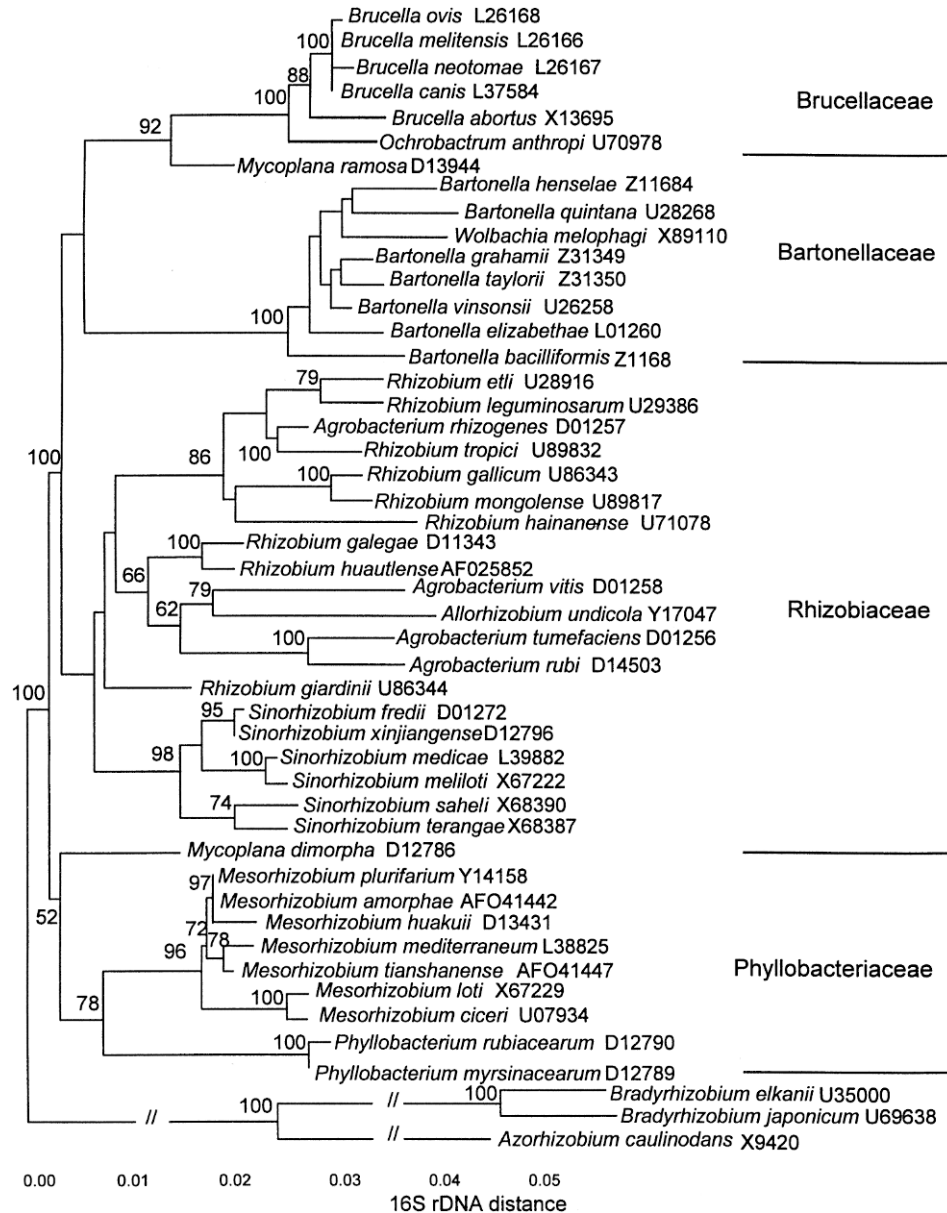 Brucella ovis L26168
100
Brucella melitensis L26166
88
Brucella neotomae L26167
Brucella canis L37584
100
Brucella abortus X13695
Brucellaceae
92
Ochrobactrum anthropi U70978
Mycoplana ramosa D13944
Bartonella henselae Z11684
Bartonella quintana U28268
Wolbachia melophagi X89110
Bartonella grahamii Z31349
Bartonellaceae
Bartonella taylorii Z31350
Bartonella vinsonsii U26258
100
Bartonella elizabethae L01260
Bartonella bacilliformis Z1168
79
Rhizobium etli U28916
Rhizobium leguminosarum U29386
Agrobacterium rhizogenes D01257
100
Rhizobium tropici U89832
100
86
100
Rhizobium gallicum U86343
Rhizobium mongolense U89817
Rhizobium hainanense U71078
100
Rhizobium galegae D11343
66
Rhizobium huautlense AF025852
79
Agrobacterium vitis D01258
62
Allorhizobium undicola Y17047
Rhizobiaceae
100
Agrobacterium tumefaciens D01256
Agrobacterium rubi D14503
100
Rhizobium giardinii U86344
95
Sinorhizobium fredii D01272
Sinorhizobium xinjiangense D12796
98
100
Sinorhizobium medicae L39882
Sinorhizobium meliloti X67222
74
Sinorhizobium saheli X68390
Sinorhizobium terangae X68387
Mycoplana dimorpha D12786
97
Mesorhizobium plurifarium Y14158
Mesorhizobium amorphae AFO41442
52
72
Mesorhizobium huakuii D13431
96
78
Mesorhizobium mediterraneum L38825
Mesorhizobium tianshanense AFO41447
Phyllobacteriaceae
78
100
Mesorhizobium loti X67229
Mesorhizobium ciceri U07934
100
Phyllobacterium rubiacearum D12790
Phyllobacterium myrsinacearum D12789
100
Bradyrhizobium elkanii U35000
100
//
//
Bradyrhizobium japonicum U69638
//
Azorhizobium caulinodans X9420
0.00 0.01 0.02 0.03 0.04 0.05
16S rDNA distance